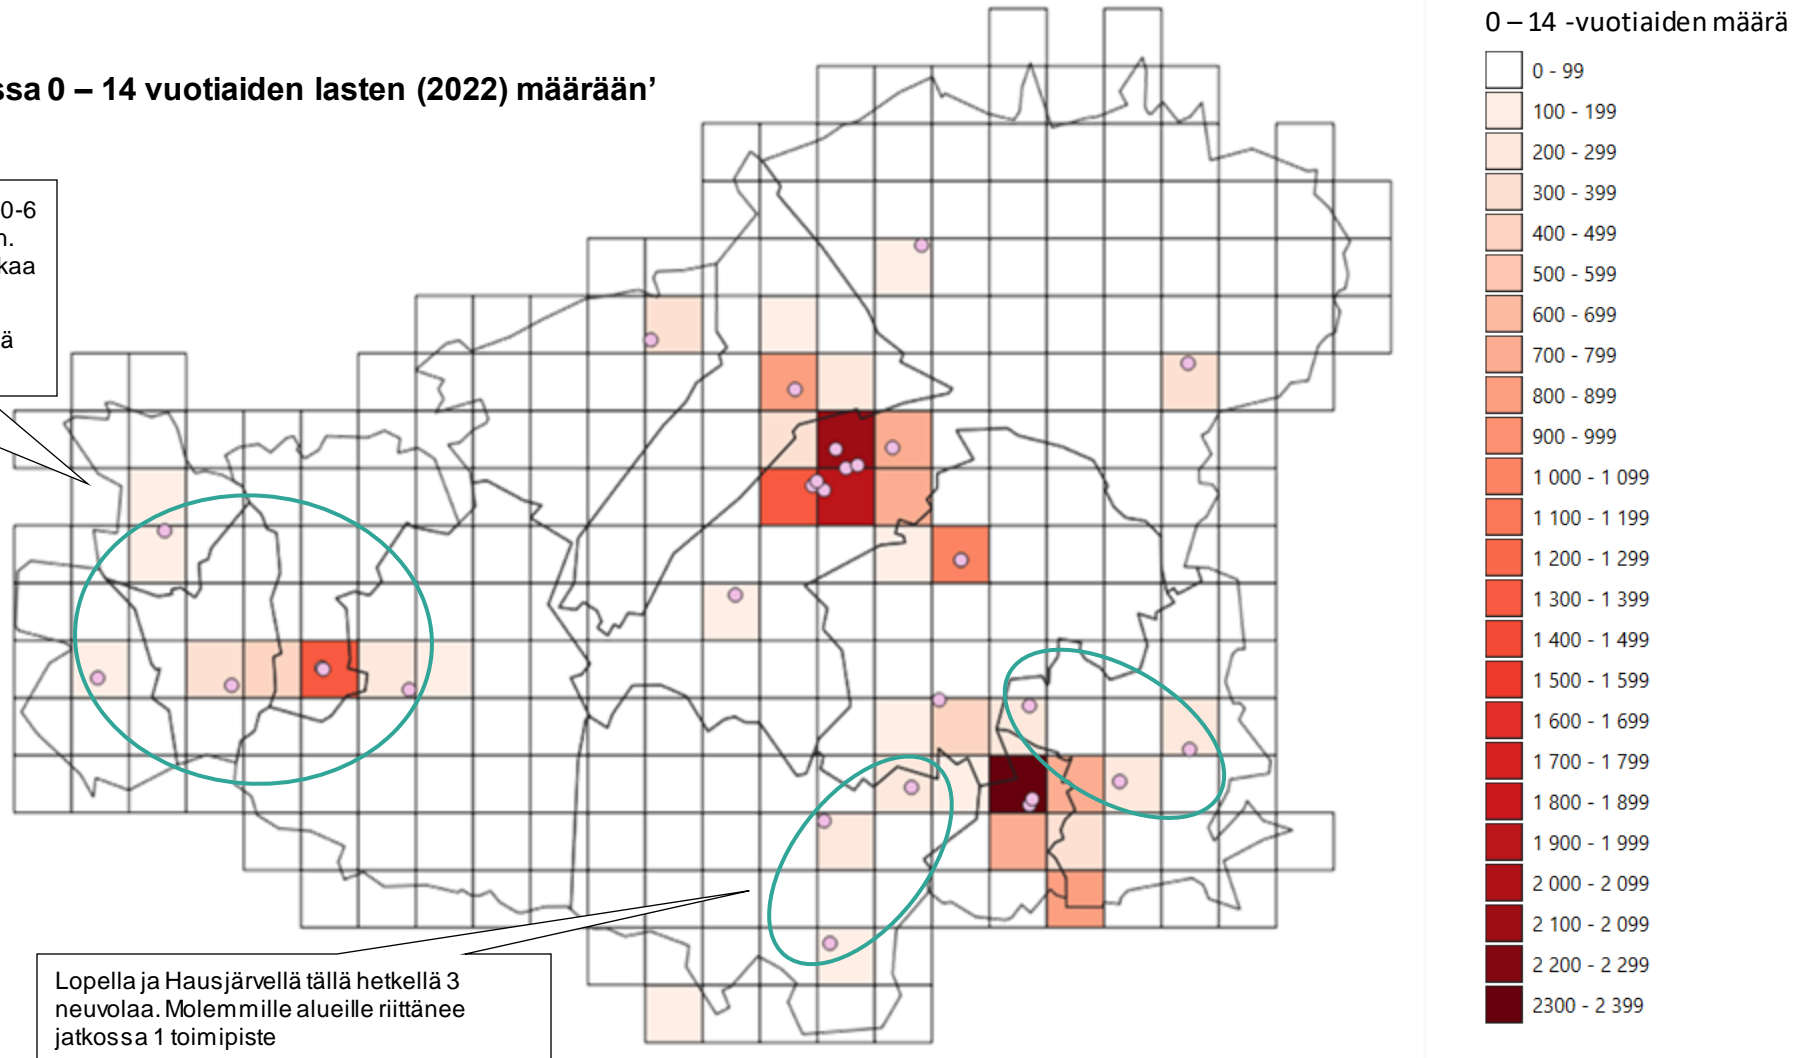 ssa 0 – 14 vuotiaiden lasten (2022) määrään’
0-6
n.
kaa
ä
Lopella ja Hausjärvellä tällä hetkellä 3
neuvolaa. Molemmille alueille riittänee
jatkossa 1 toimipiste
0 – 14 -vuotiaiden määrä
0 - 99
100 - 199
200 - 299
300 - 399
400 - 499
500 - 599
600 - 699
700 - 799
800 - 899
900 - 999
1 000 - 1 099
1 100 - 1 199
1 200 - 1 299
1 300 - 1 399
1 400 - 1 499
1 500 - 1 599
1 600 - 1 699
1 700 - 1 799
1 800 - 1 899
1 900 - 1 999
2 000 - 2 099
2 100 - 2 099
2 200 - 2 299
2300 - 2 399